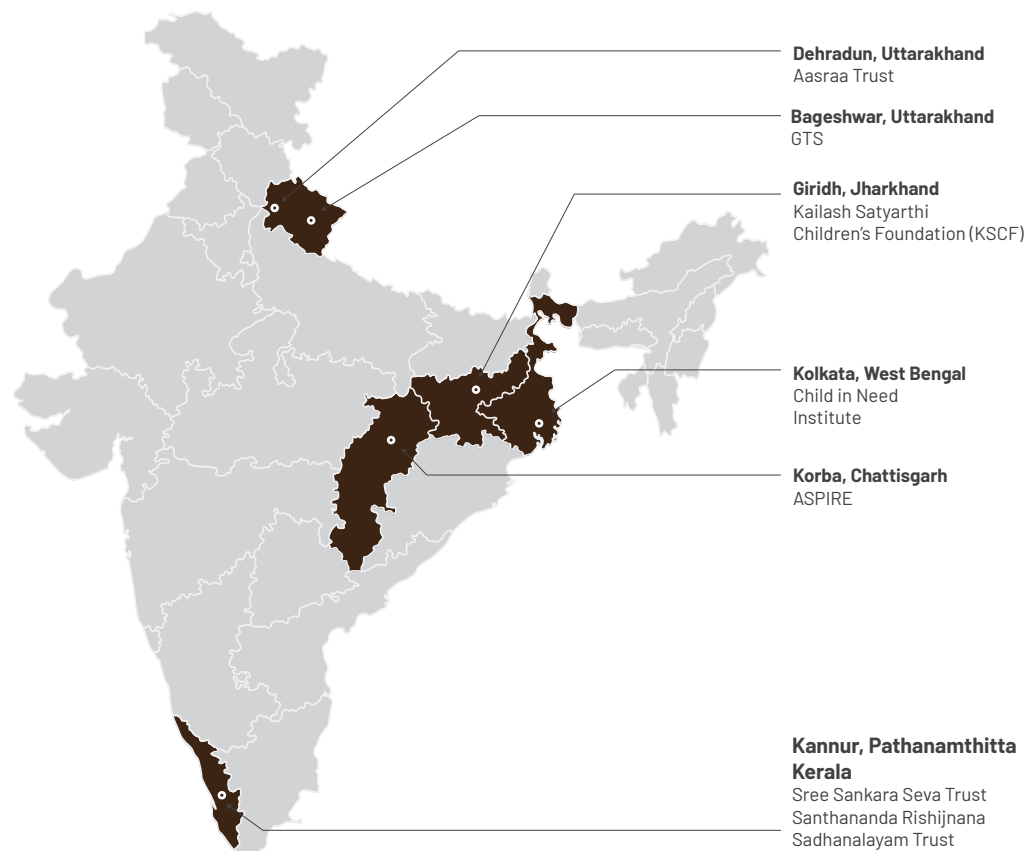 Dehradun, Uttarakhand
Aasraa Trust
Bageshwar, Uttarakhand
GTS
Giridh, Jharkhand
Kailash Satyarthi
Children's Foundation (KSCF)
Kolkata, West Bengal
Child in Need
Institute
Korba, Chattisgarh
ASPIRE
Kannur, Pathanamthitta
Kerala
Sree Sankara Seva Trust
Santhananda Rishijnana
Sadhanalayam Trust